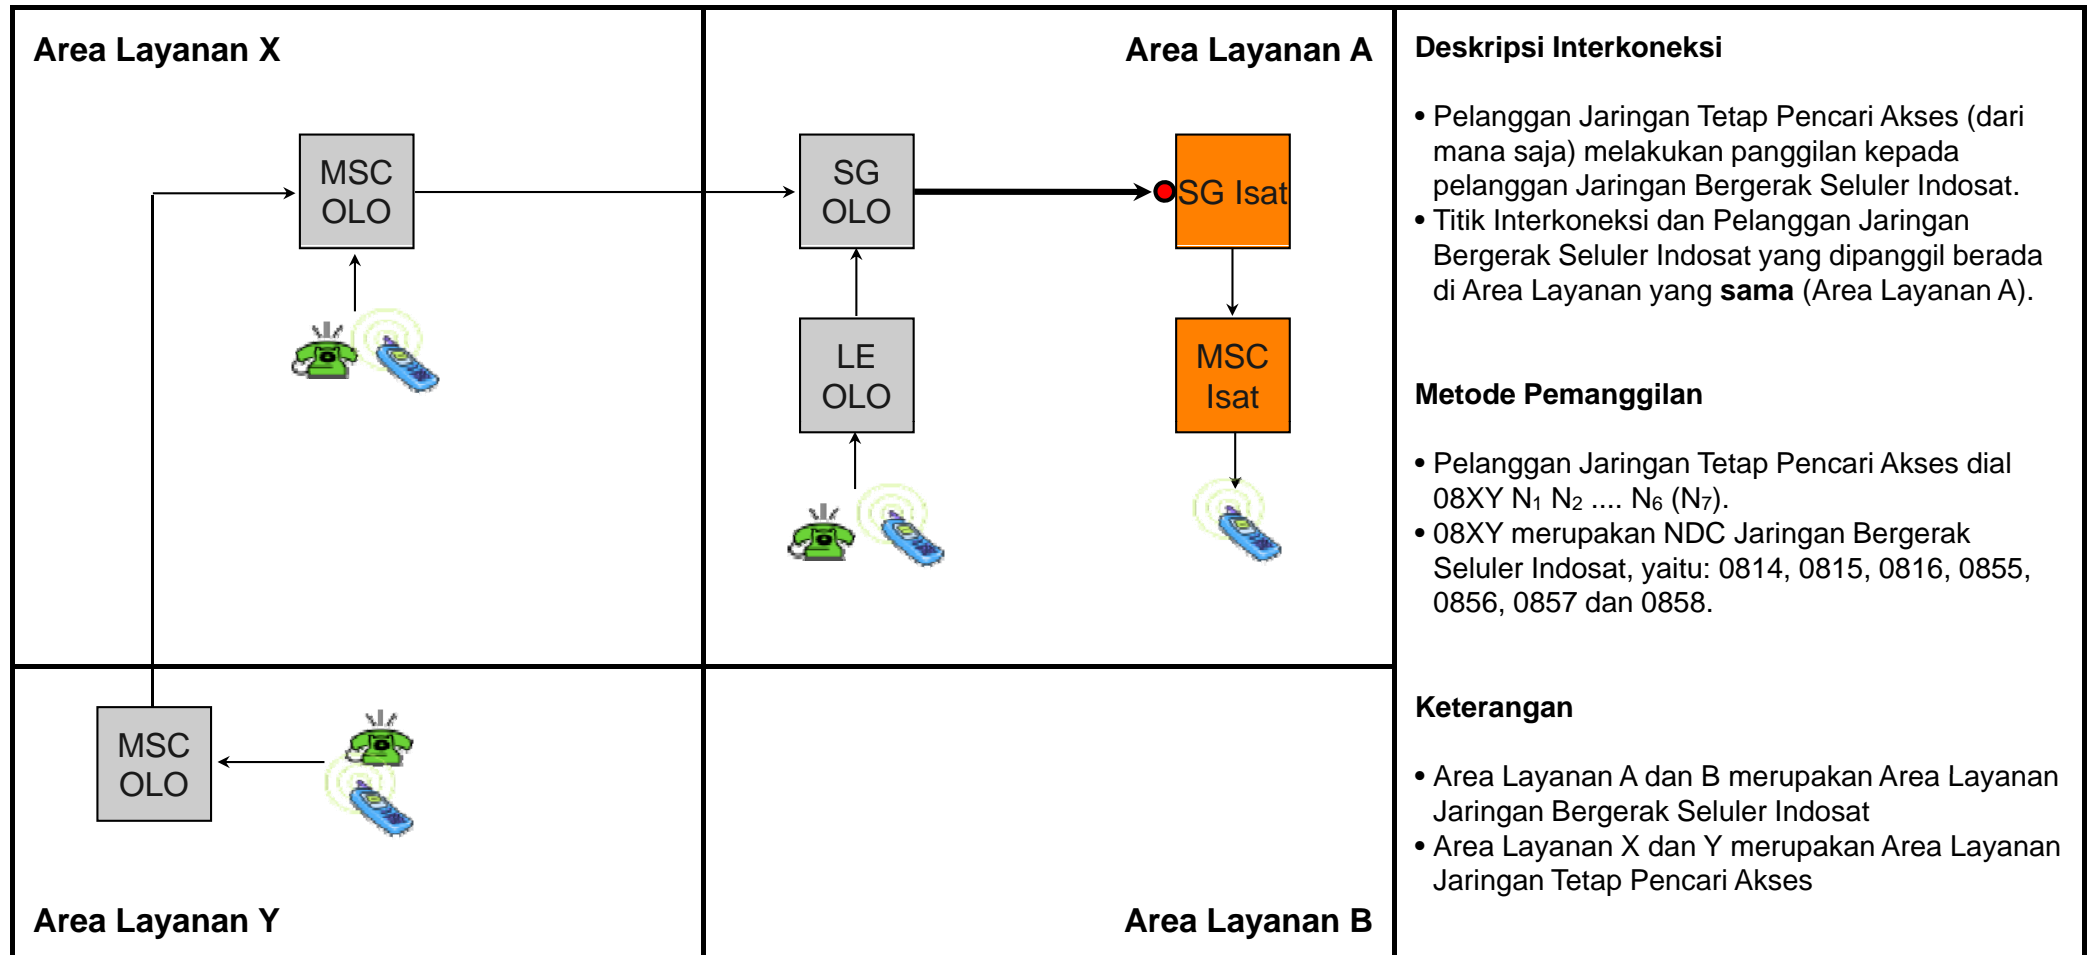 Area Layanan X
Area Layanan A
MSC
OLO
SG
OLO
SG Isat
LE
OLO
MSC
Isat
MSC
OLO
Area Layanan Y
Area Layanan B
Deskripsi Interkoneksi
• Pelanggan Jaringan Tetap Pencari Akses (dari
mana saja) melakukan panggilan kepada
pelanggan Jaringan Bergerak Seluler Indosat.
• Titik Interkoneksi dan Pelanggan Jaringan
Bergerak Seluler Indosat yang dipanggil berada
di Area Layanan yang sama (Area Layanan A).
Metode Pemanggilan
• Pelanggan Jaringan Tetap Pencari Akses dial
08XY N₁ N₂ .... N₆ (N₇).
• 08XY merupakan NDC Jaringan Bergerak
Seluler Indosat, yaitu: 0814, 0815, 0816, 0855,
0856, 0857 dan 0858.
Keterangan
• Area Layanan A dan B merupakan Area Layanan
Jaringan Bergerak Seluler Indosat
• Area Layanan X dan Y merupakan Area Layanan
Jaringan Tetap Pencari Akses